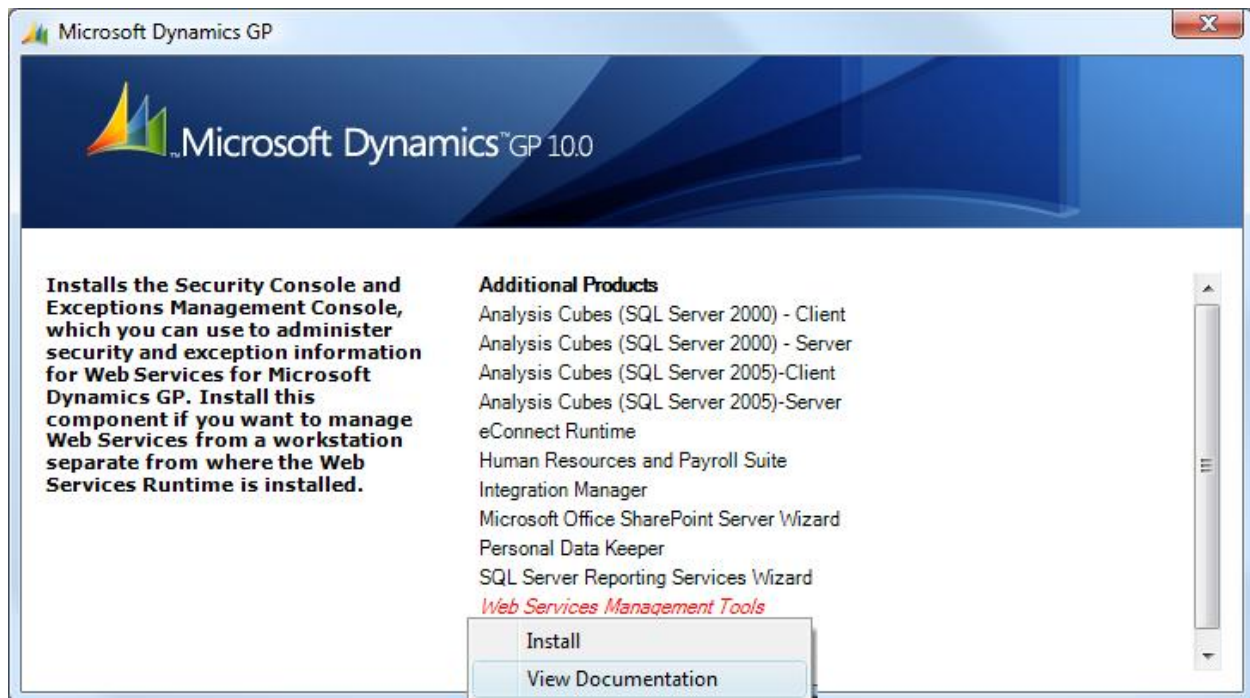 Microsoft Dynamics GP
Microsoft Dynamics™ GP 10.0
Installs the Security Console and
Exceptions Management Console,
which you can use to administer
security and exception information
for Web Services for Microsoft
Dynamics GP. Install this
component if you want to manage
Web Services from a workstation
separate from where the Web
Services Runtime is installed.
Additional Products
Analysis Cubes (SQL Server 2000) - Client
Analysis Cubes (SQL Server 2000) - Server
Analysis Cubes (SQL Server 2005)-Client
Analysis Cubes (SQL Server 2005)-Server
eConnect Runtime
Human Resources and Payroll Suite
Integration Manager
Microsoft Office SharePoint Server Wizard
Personal Data Keeper
SQL Server Reporting Services Wizard
Web Services Management Tools
Install
View Documentation